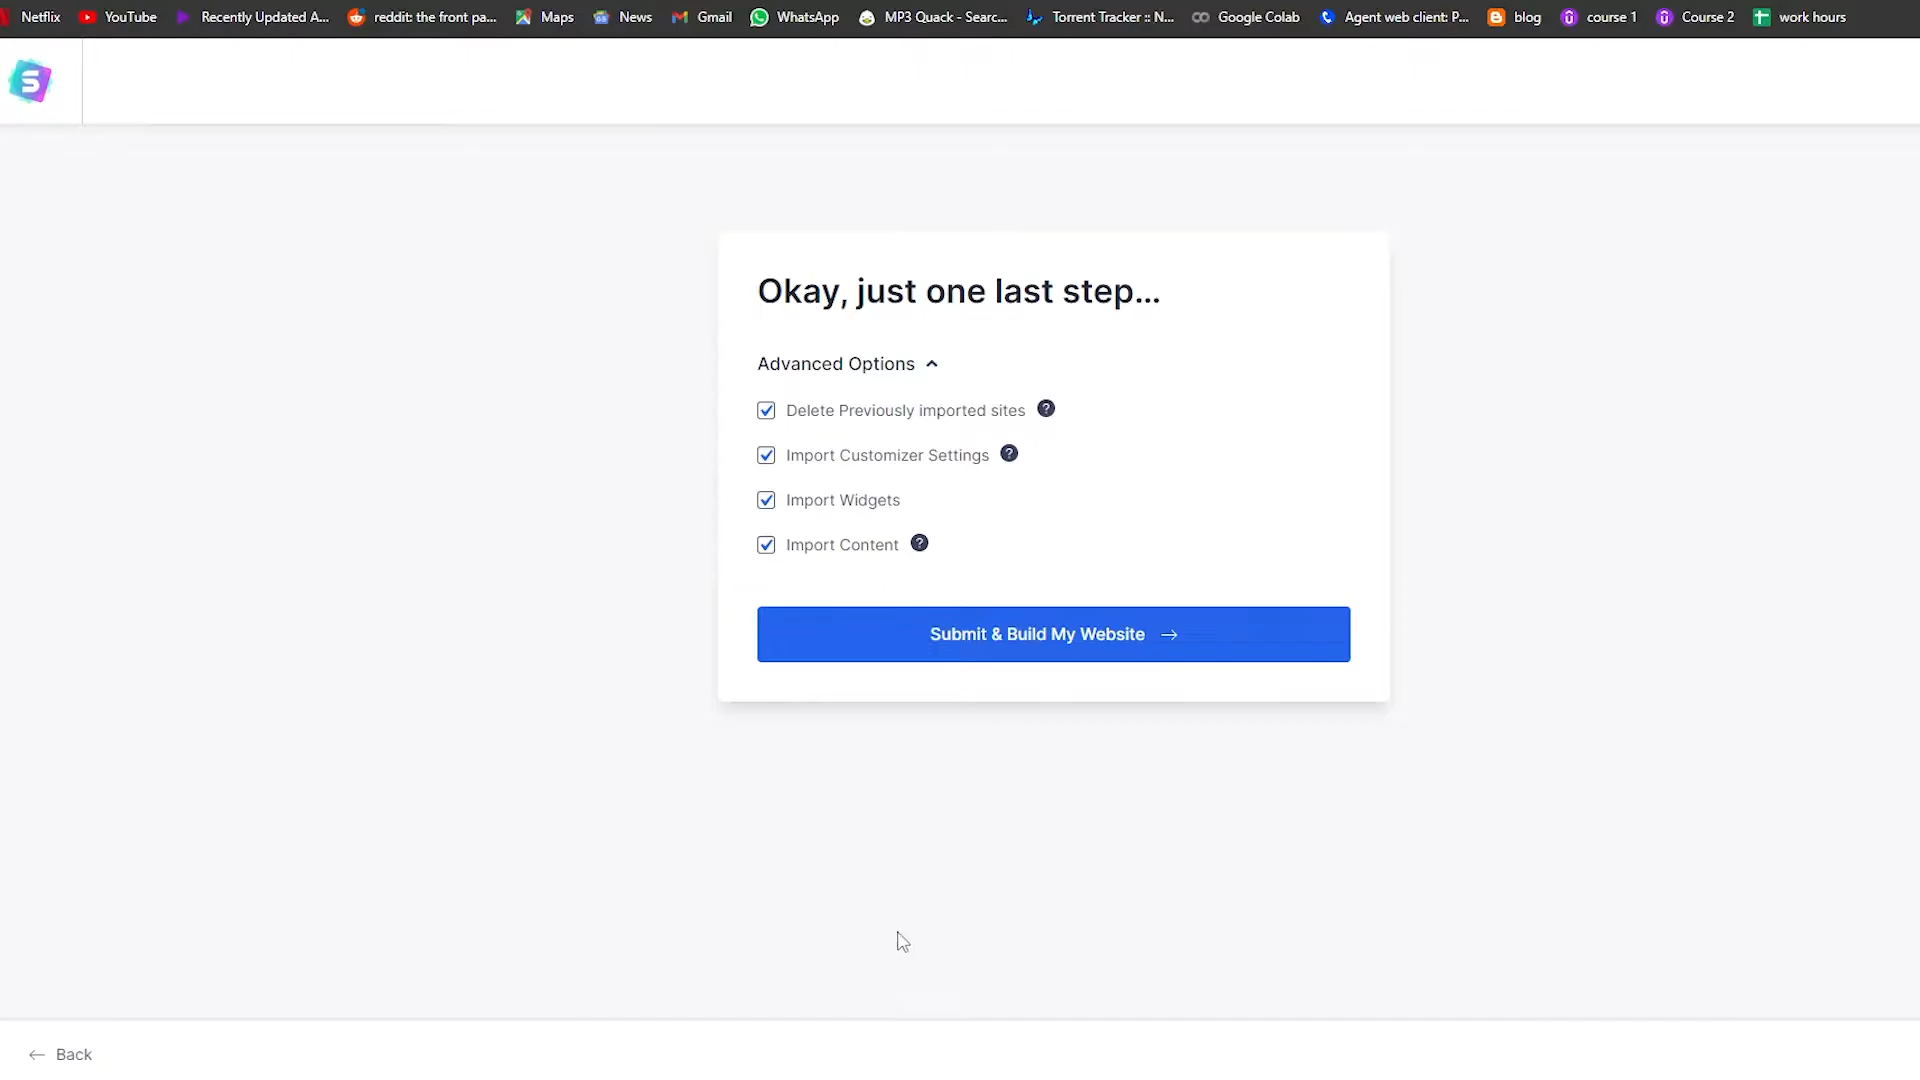 Netflix YouTube Recently Updated A... reddit: the front pa... Maps News Gmail WhatsApp MP3 Quack - Searc... Torrent Tracker :: N... Google Colab Agent web client: P... blog course 1 Course 2 work hours
S
Okay, just one last step...
Advanced Options
Delete Previously imported sites ?
Import Customizer Settings ?
Import Widgets
Import Content ?
Submit & Build My Website →
← Back